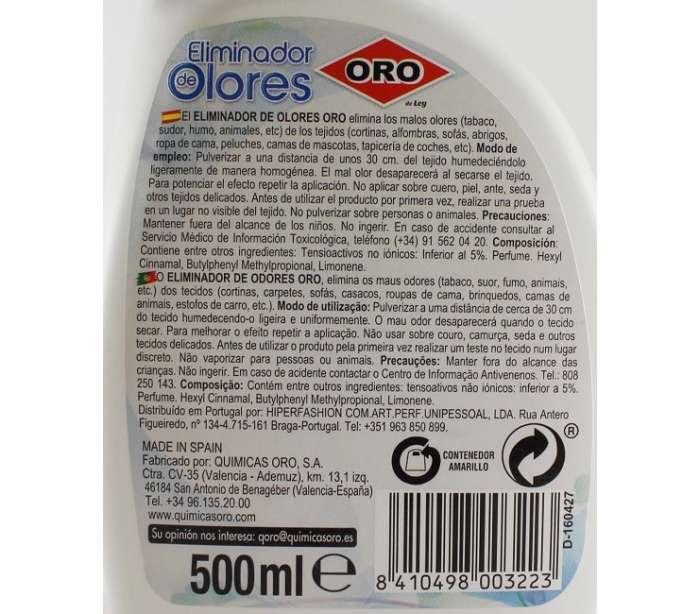 Eliminador
de Olores
ORO
de Ley
El ELIMINADOR DE OLORES ORO elimina los malos olores (tabaco,
sudor, humo, animales, etc) de los tejidos (cortinas, alfombras, sofás, abrigos,
ropa de cama, peluches, camas de mascotas, tapicería de coches, etc). Modo de
empleo: Pulverizar a una distancia de unos 30 cm. del tejido humedeciéndolo
ligeramente de manera homogénea. El mal olor desaparecerá al secarse el tejido.
Para potenciar el efecto repetir la aplicación. No aplicar sobre cuero, piel, ante, seda y
otros tejidos delicados. Antes de utilizar el producto por primera vez, realizar una prueba
en un lugar no visible del tejido. No pulverizar sobre personas o animales. Precauciones:
Mantener fuera del alcance de los niños. No ingerir. En caso de accidente consultar al
Servicio Médico de Información Toxicológica, teléfono (+34) 91 562 04 20. Composición:
Contiene entre otros ingredientes: Tensioactivos no iónicos: Inferior al 5%. Perfume. Hexyl
Cinnamal, Butylphenyl Methylpropional, Limonene.
O ELIMINADOR DE ODORES ORO, elimina os maus odores (tabaco, suor, fumo, animais,
etc.) dos tecidos (cortinas, carpetes, sofás, casacos, roupas de cama, brinquedos, camas de
animais, estofos de carro, etc.). Modo de utilização: Pulverizar a uma distância de cerca de 30 cm
do tecido humedecendo-o ligeira e uniformemente. O mau odor desaparecerá quando o tecido
secar. Para melhorar o efeito repetir a aplicação. Não usar sobre couro, camurça, seda e outros
tecidos delicados. Antes de utilizar o produto pela primeira vez realizar um teste no tecido num lugar
discreto. Não vaporizar para pessoas ou animais. Precauções: Manter fora do alcance das
crianças. Não ingerir. Em caso de acidente contactar o Centro de Informação Antivenenos. Tel.: 808
250 143. Composição: Contém entre outros ingredientes: tensoativos não iónicos: inferior a 5%.
Perfume. Hexyl Cinnamal, Butylphenyl Methylpropional, Limonene.
Distribuído em Portugal por: HIPERFASHION COM.ART.PERF.UNIPESSOAL, LDA. Rua Antero
Figueiredo, nº 134-4.715-161 Braga-Portugal. Tel: +351 963 850 899.
MADE IN SPAIN
Fabricado por: QUIMICAS ORO, S.A.
Ctra. CV-35 (Valencia - Ademuz), km. 13,1 izq.
46184 San Antonio de Benagéber (Valencia-España)
Tel. +34 96.135.20.00
www.quimicasoro.com
Su opinión nos interesa: qoro@quimicasoro.es
500ml e
CONTENEDOR
AMARILLO
®
8 410498 003223
D-160427